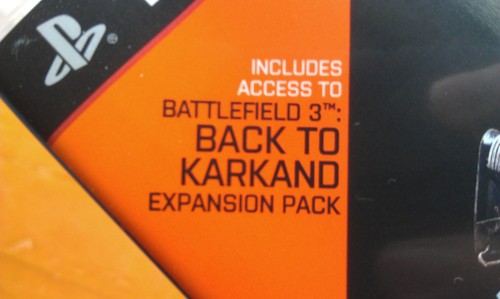 INCLUDES
ACCESS TO
BATTLEFIELD 3™:
BACK TO
KARKAND
EXPANSION PACK